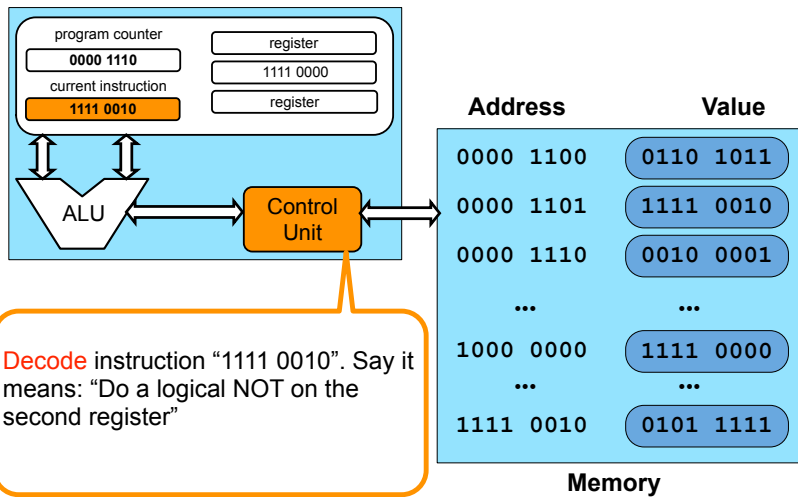 program counter
0000 1110
current instruction
1111 0010
register
1111 0000
register
ALU
Control
Unit
Address Value
0000 1100 0110 1011
0000 1101 1111 0010
0000 1110 0010 0001
... ...
1000 0000 1111 0000
... ...
1111 0010 0101 1111
Memory
Decode instruction “1111 0010”. Say it
means: “Do a logical NOT on the
second register”